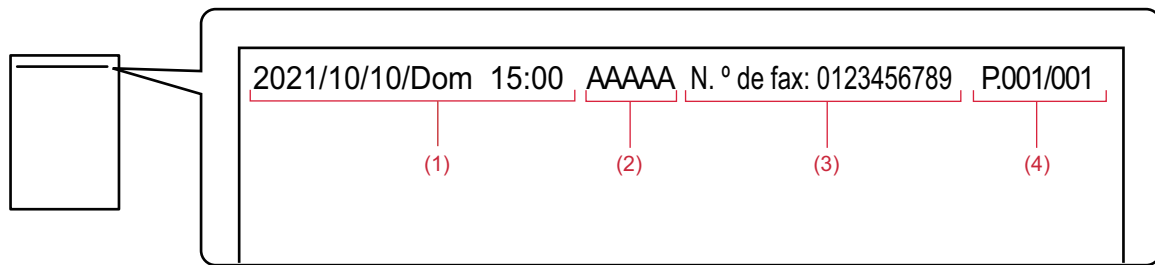 2021/10/10/Dom 15:00 AAAAA N. º de fax: 0123456789 P.001/001
(1) (2) (3) (4)